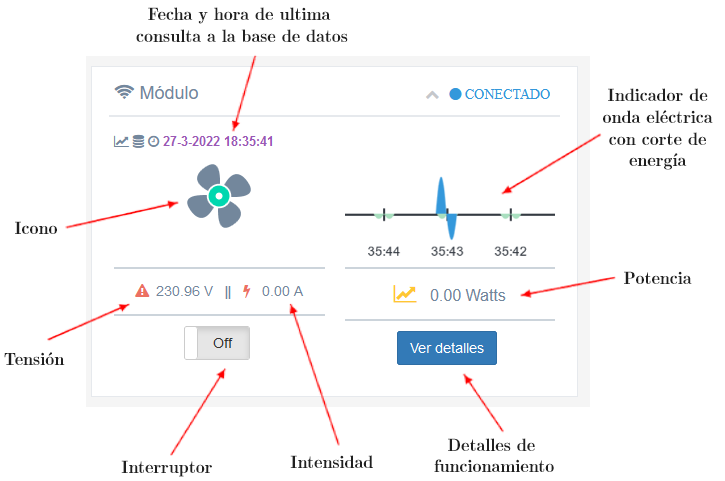 Fecha y hora de ultima
consulta a la base de datos
Módulo
CONECTADO
27-3-2022 18:35:41
Indicador de
onda eléctrica
con corte de
energía
Icono
35:44
35:43
35:42
230.96 V || 0.00 A
0.00 Watts
Potencia
Tensión
Off
Ver detalles
Interruptor
Intensidad
Detalles de
funcionamiento